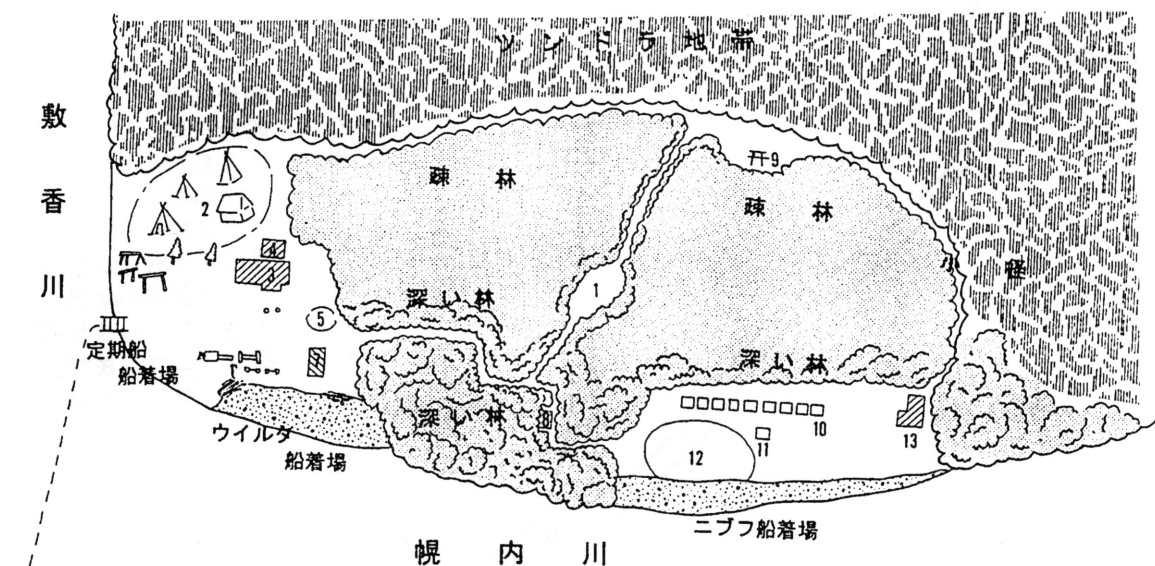 ツンドラ地帯
敷香川
疎林
9
疎林
2
4
3
径
1
深い林
5
定期船
船着場
7
深い林
深い林
8
10
11
12
13
ウイルタ
船着場
ニブフ船着場
幌内川